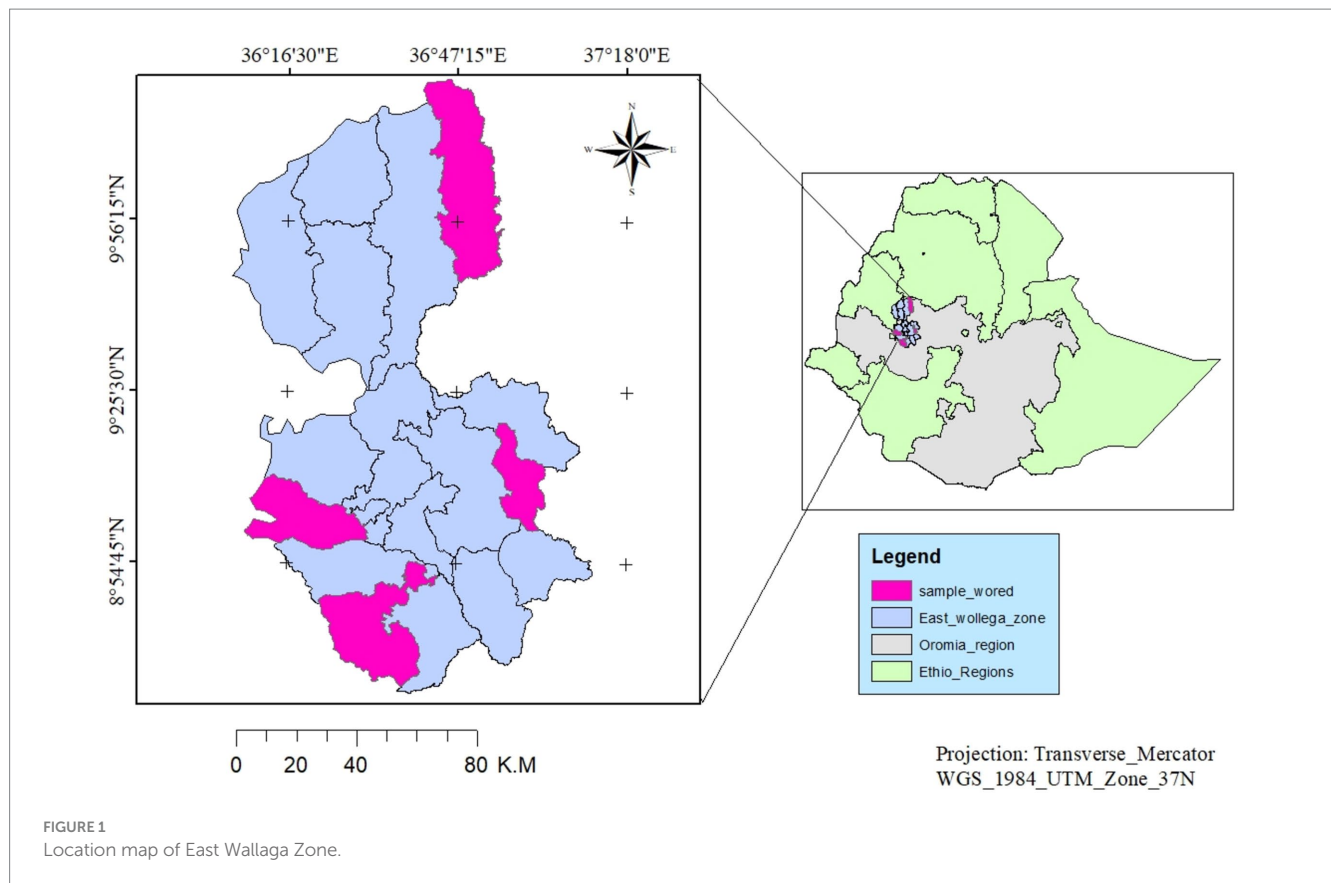 36°16'30"E 36°47'15"E 37°18'0"E
N
W E
S
9°56'15"N
9°25'30"N
8°54'45"N
0 20 40 80 K.M
Legend
sample_wored
East_wollega_zone
Oromia_region
Ethio_Regions
Projection: Transverse_Mercator
WGS_1984_UTM_Zone_37N
FIGURE 1
Location map of East Wallaga Zone.